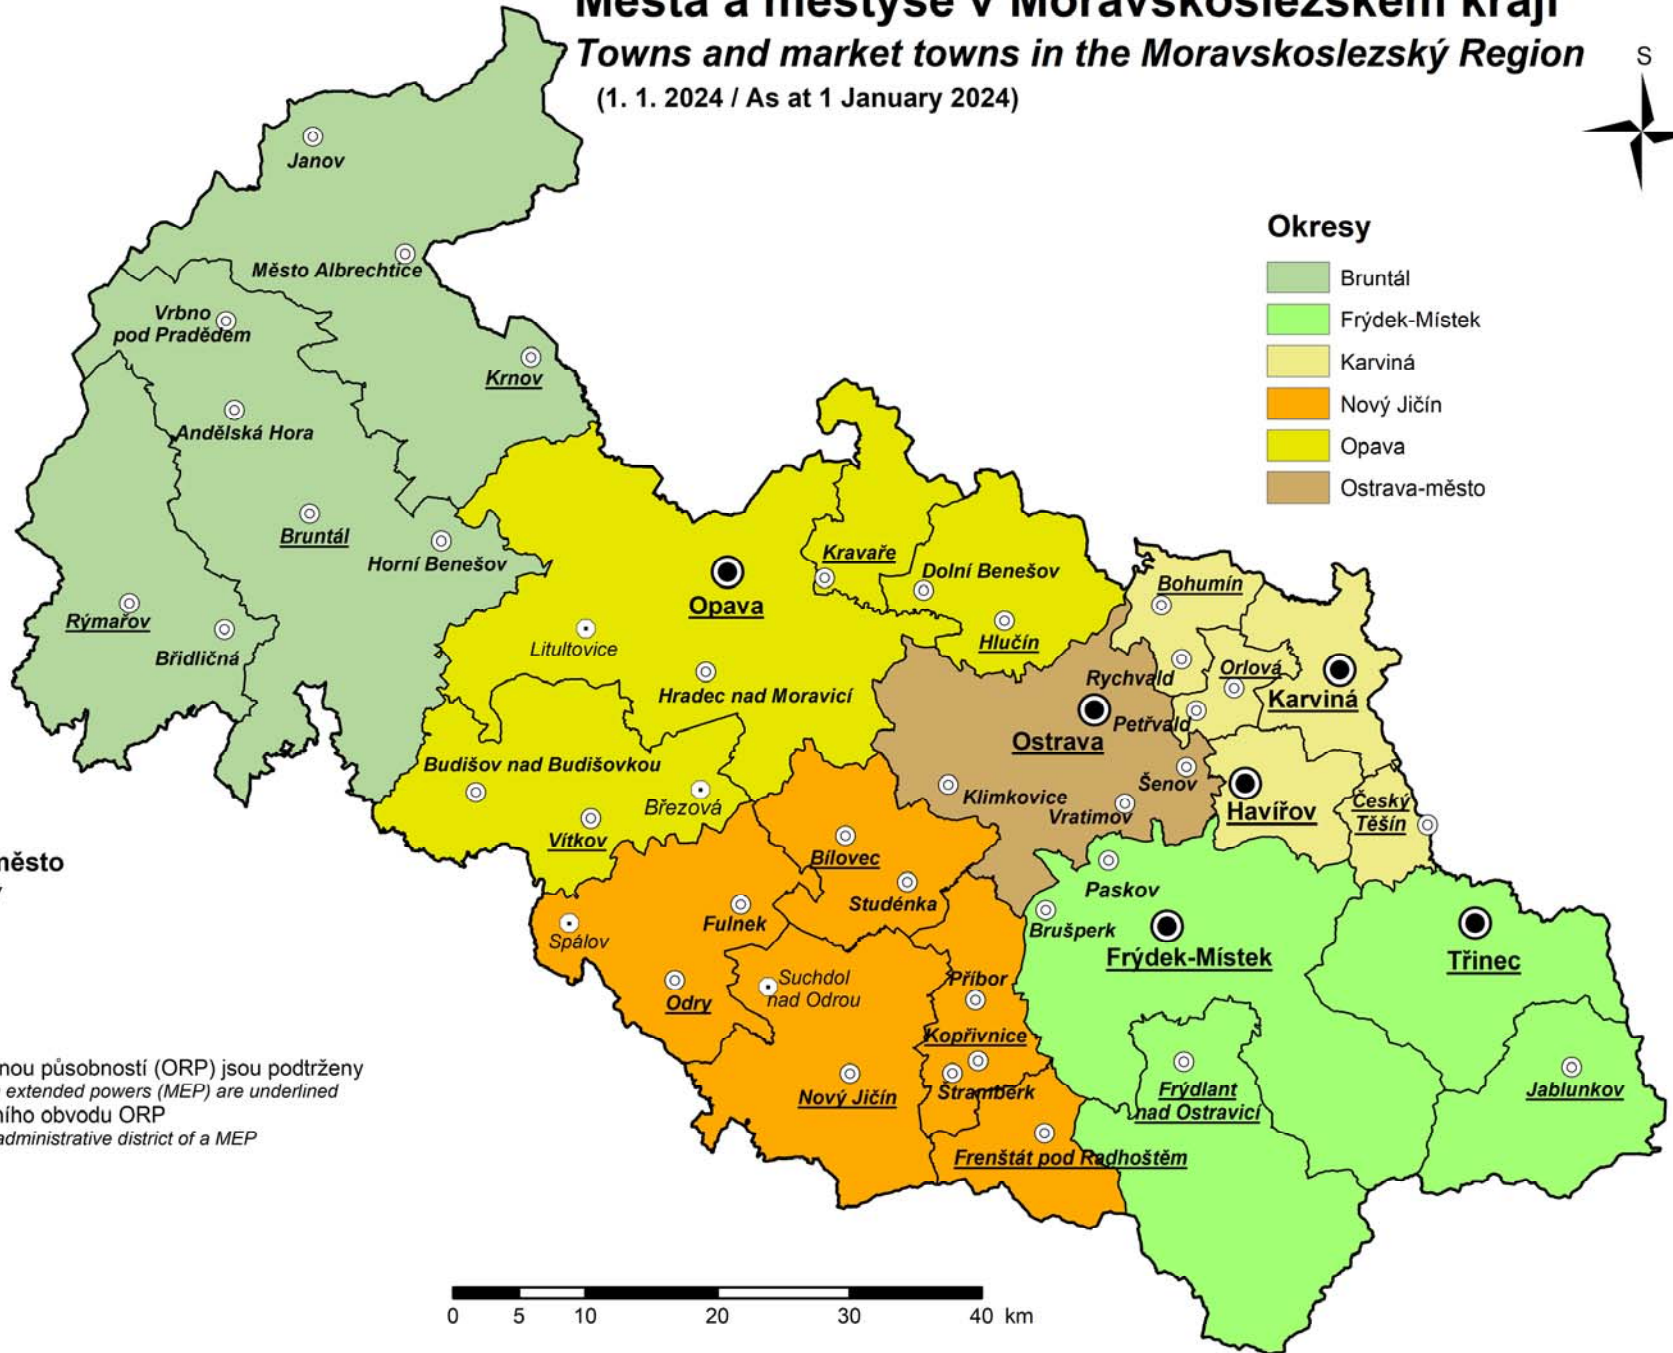 Města a městyse v Moravskoslezském kraji
Towns and market towns in the Moravskoslezský Region
(1. 1. 2024 / As at 1 January 2024)
S
Janov
Město Albrechtice
Vrbno
pod Pradědem
Krnov
Andělská Hora
Bruntál
Horní Benešov
Rýmařov
Břidličná
Okresy
Bruntál
Frýdek-Místek
Karviná
Nový Jičín
Opava
Ostrava-město
Kravaře
Dolní Benešov
Opava
Hlučín
Litultovice
Hradec nad Moravicí
Budišov nad Budišovkou
Březová
Vítkov
Bohumín
Rychvald
Orlová
Karviná
Petřvald
Ostrava
Šenov
Klimkovice
Vratimov
Havířov
Český
Těšín
Bílovec
Studénka
Fulnek
Spálov
Odry
Suchdol
nad Odrou
Příbor
Kopřivnice
Štramberk
Nový Jičín
Frenštát pod Radhoštěm
Paskov
Brušperk
Frýdek-Místek
Třinec
Frýdlant
nad Ostravicí
Jablunkov
město
nou působností (ORP) jsou podtrženy
extended powers (MEP) are underlined
ního obvodu ORP
administrative district of a MEP
0 5 10 20 30 40 km